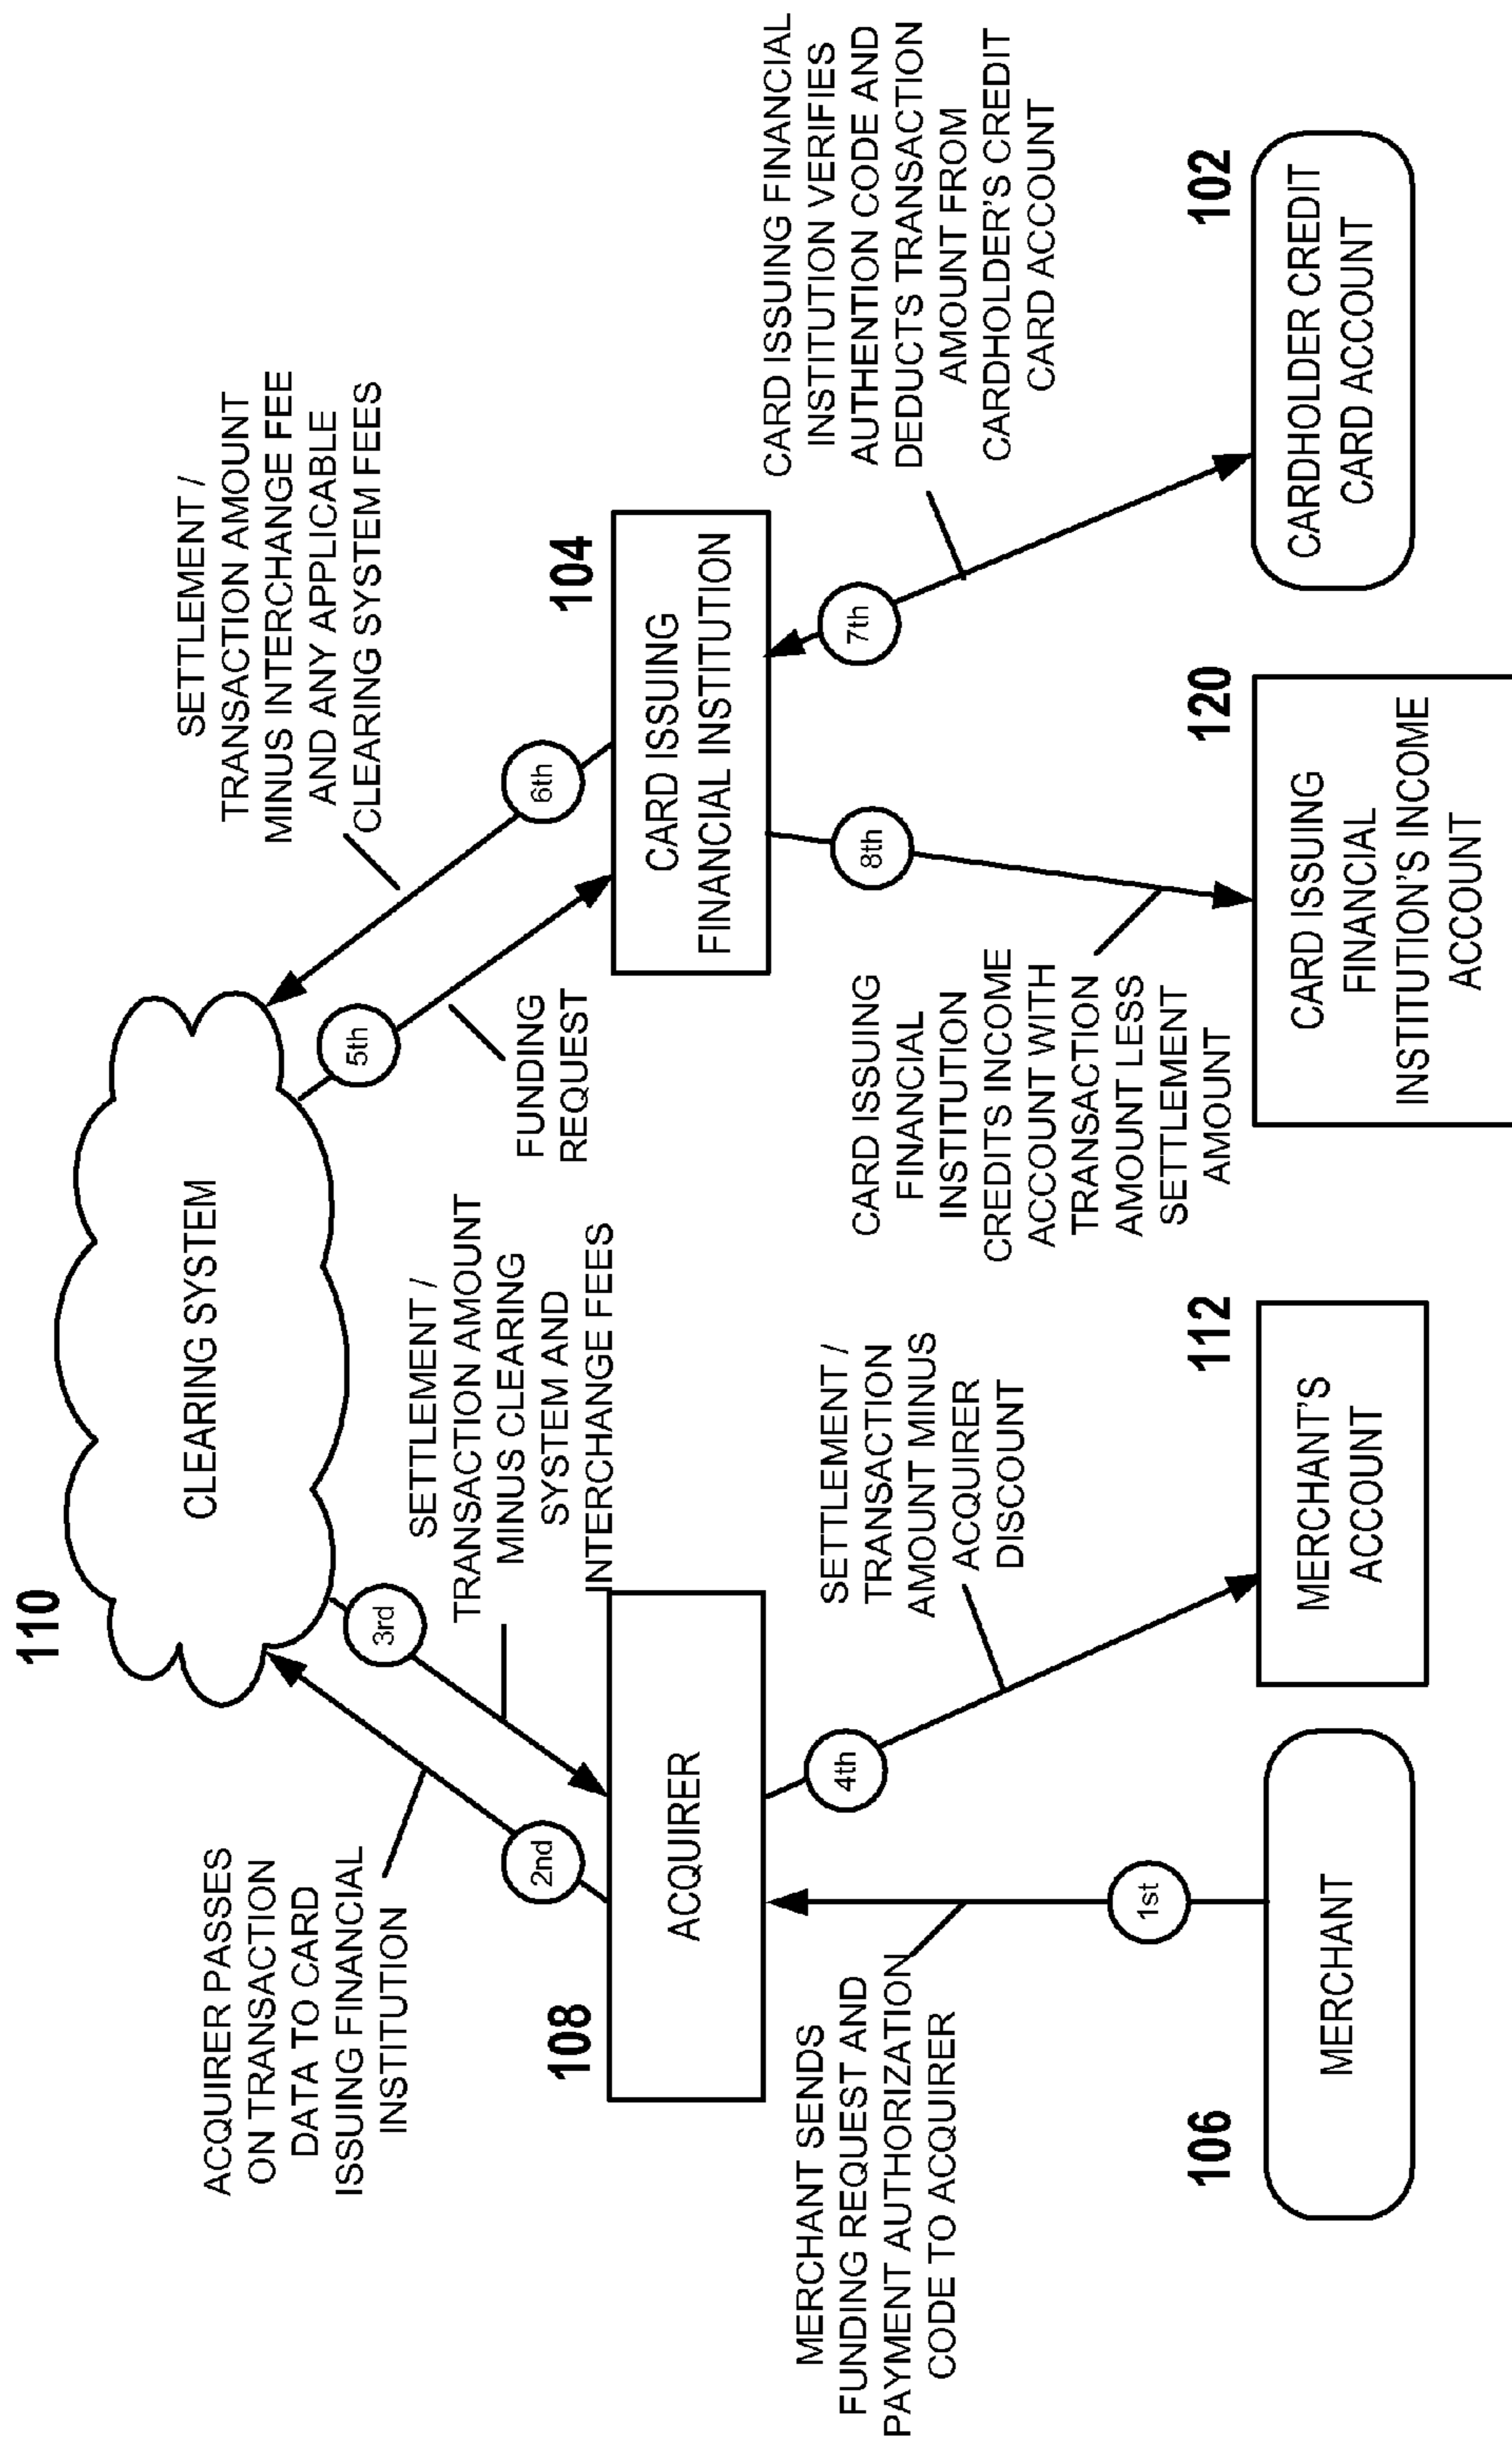 110
CLEARING SYSTEM
ACQUIRER PASSES
ON TRANSACTION
DATA TO CARD
ISSUING FINANCIAL
INSTITUTION
2nd
3rd
SETTLEMENT /
TRANSACTION AMOUNT
MINUS CLEARING
SYSTEM AND
INTERCHANGE FEES
5th
FUNDING
REQUEST
6th
SETTLEMENT /
TRANSACTION AMOUNT
MINUS INTERCHANGE FEE
AND ANY APPLICABLE
CLEARING SYSTEM FEES
108
ACQUIRER
104
CARD ISSUING
FINANCIAL INSTITUTION
MERCHANT SENDS
FUNDING REQUEST AND
PAYMENT AUTHORIZATION
CODE TO ACQUIRER
1st
4th
SETTLEMENT /
TRANSACTION
AMOUNT MINUS
ACQUIRER
DISCOUNT
CARD ISSUING
FINANCIAL
INSTITUTION
CREDITS INCOME
ACCOUNT WITH
TRANSACTION
AMOUNT LESS
SETTLEMENT
AMOUNT
8th
7th
CARD ISSUING FINANCIAL
INSTITUTION VERIFIES
AUTHENTION CODE AND
DEDUCTS TRANSACTION
AMOUNT FROM
CARDHOLDER'S CREDIT
CARD ACCOUNT
106
MERCHANT
112
MERCHANT'S
ACCOUNT
120
CARD ISSUING
FINANCIAL
INSTITUTION'S INCOME
ACCOUNT
102
CARDHOLDER CREDIT
CARD ACCOUNT